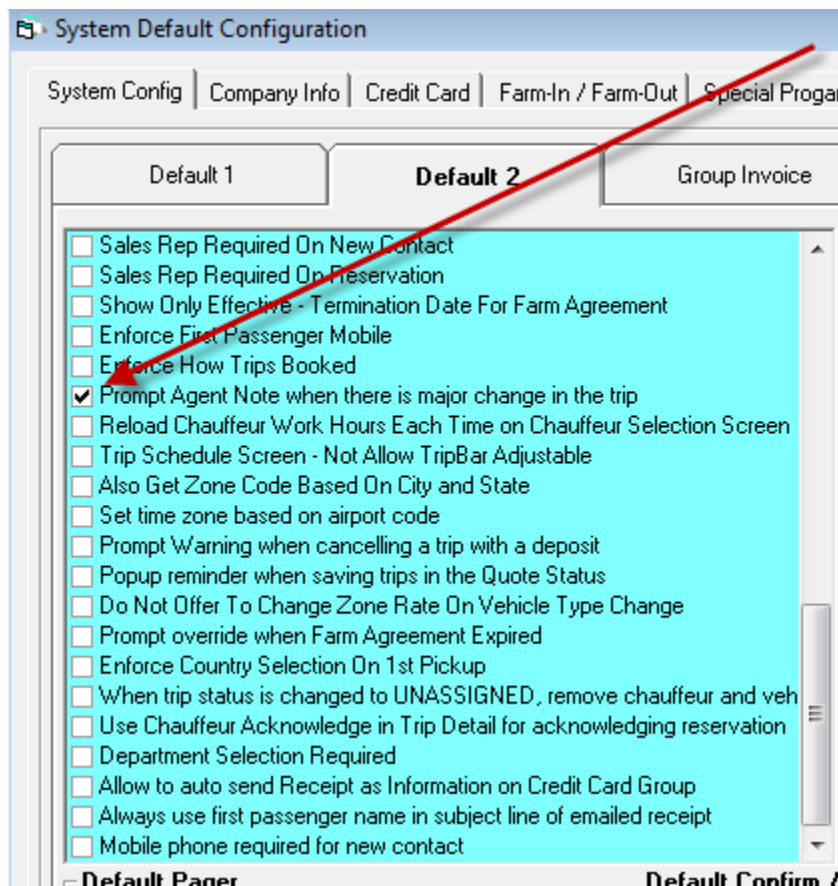 System Default Configuration
System Config Company Info Credit Card Farm-In / Farm-Out Special Progar
Default 1 Default 2 Group Invoice
Sales Rep Required On New Contact
Sales Rep Required On Reservation
Show Only Effective - Termination Date For Farm Agreement
Enforce First Passenger Mobile
Enforce How Trips Booked
Prompt Agent Note when there is major change in the trip
Reload Chauffeur Work Hours Each Time on Chauffeur Selection Screen
Trip Schedule Screen - Not Allow TripBar Adjustable
Also Get Zone Code Based On City and State
Set time zone based on airport code
Prompt Warning when cancelling a trip with a deposit
Popup reminder when saving trips in the Quote Status
Do Not Offer To Change Zone Rate On Vehicle Type Change
Prompt override when Farm Agreement Expired
Enforce Country Selection On 1st Pickup
When trip status is changed to UNASSIGNED, remove chauffeur and veh
Use Chauffeur Acknowledge in Trip Detail for acknowledging reservation
Department Selection Required
Allow to auto send Receipt as Information on Credit Card Group
Always use first passenger name in subject line of emailed receipt
Mobile phone required for new contact
Default Pager Default Confirm